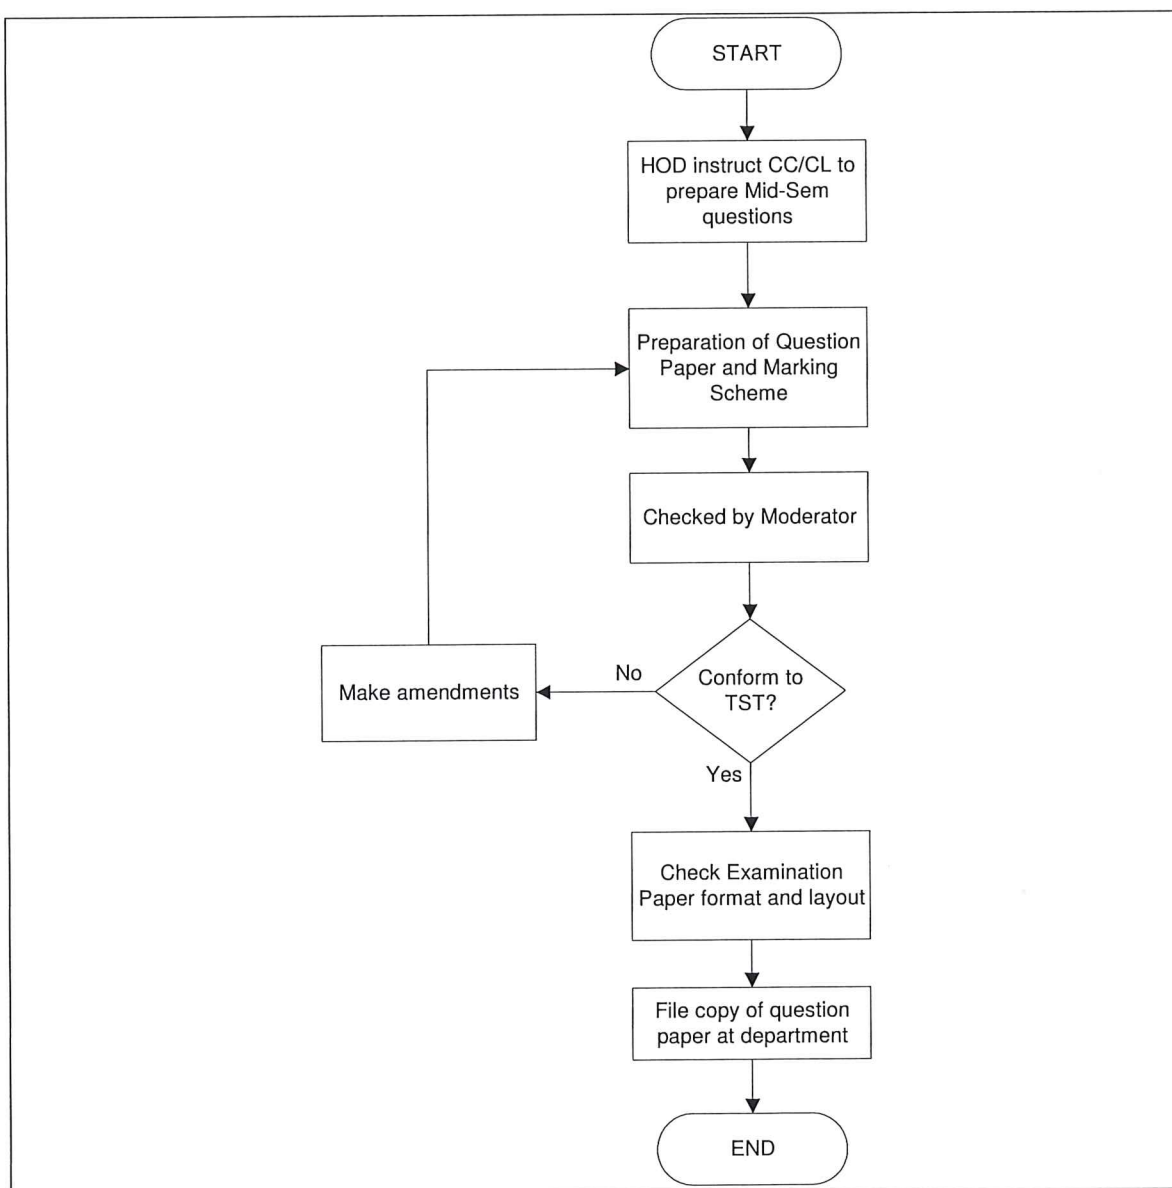 START
HOD instruct CC/CL to
prepare Mid-Sem
questions
Preparation of Question
Paper and Marking
Scheme
Checked by Moderator
Conform to
TST?
No
Make amendments
Yes
Check Examination
Paper format and layout
File copy of question
paper at department
END